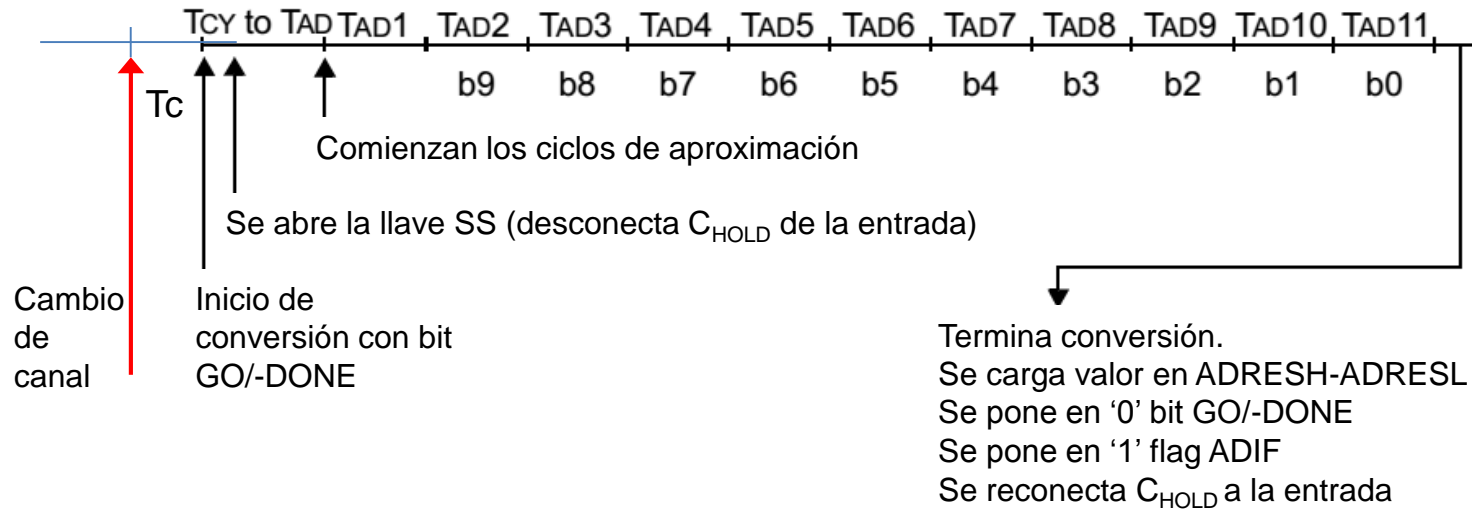 TCY to TAD TAD1 TAD2 TAD3 TAD4 TAD5 TAD6 TAD7 TAD8 TAD9 TAD10 TAD11
Tc b9 b8 b7 b6 b5 b4 b3 b2 b1 b0
Comienzan los ciclos de aproximación
Se abre la llave SS (desconecta CHOLD de la entrada)
Cambio
de
canal
Inicio de
conversión con bit
GO/-DONE
Termina conversión.
Se carga valor en ADRESH-ADRESL
Se pone en ‘0’ bit GO/-DONE
Se pone en ‘1’ flag ADIF
Se reconecta CHOLD a la entrada